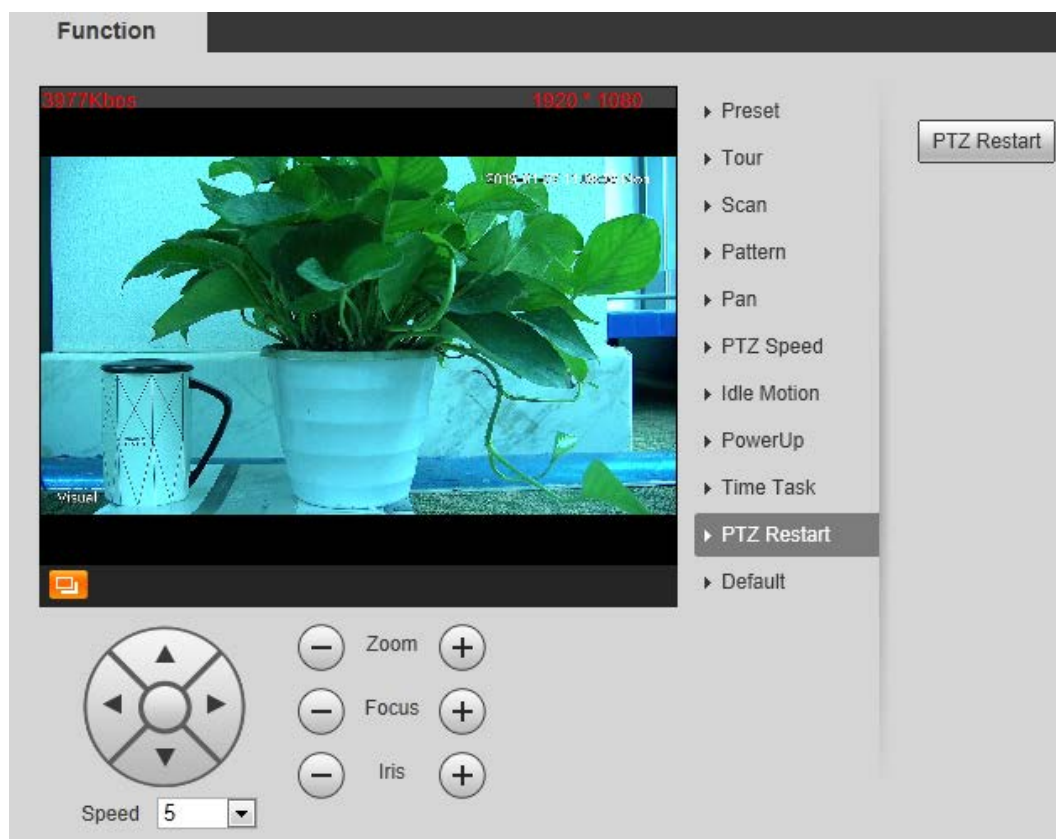 Function
3977Kbps
1920 * 1080
Visual
Preset
Tour
Scan
Pattern
Pan
PTZ Speed
Idle Motion
PowerUp
Time Task
PTZ Restart
Default
PTZ Restart
Zoom
Focus
Iris
Speed 5